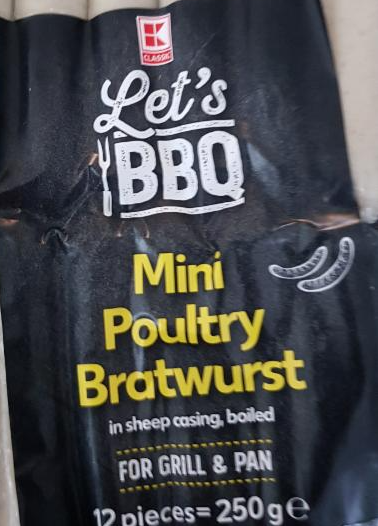 K
CLASSIC
Let's
BBQ
Mini
Poultry
Bratwurst
in sheep casing, boiled
FOR GRILL & PAN
12 pieces= 250g e